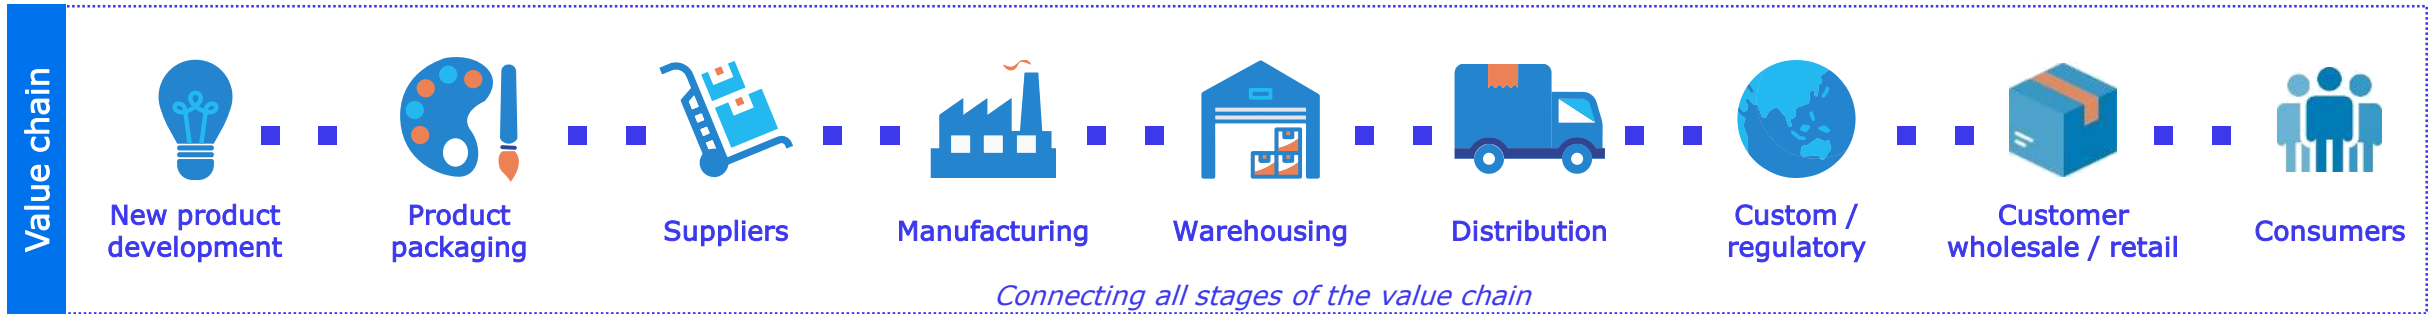 Value chain
New product
development
Product
packaging
Suppliers
Manufacturing
Warehousing
Distribution
Custom /
regulatory
Customer
wholesale / retail
Consumers
Connecting all stages of the value chain